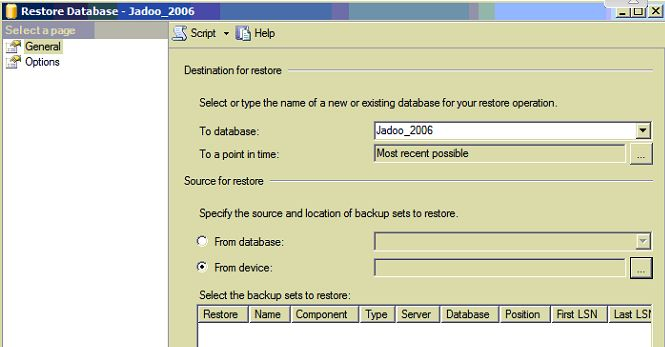 Restore Database - Jadoo_2006
Select a page
General
Options
Script Help
Destination for restore
Select or type the name of a new or existing database for your restore operation.
To database: Jadoo_2006
To a point in time: Most recent possible ...
Source for restore
Specify the source and location of backup sets to restore.
From database:
From device: ...
Select the backup sets to restore:
Restore Name Component Type Server Database Position First LSN Last LSN